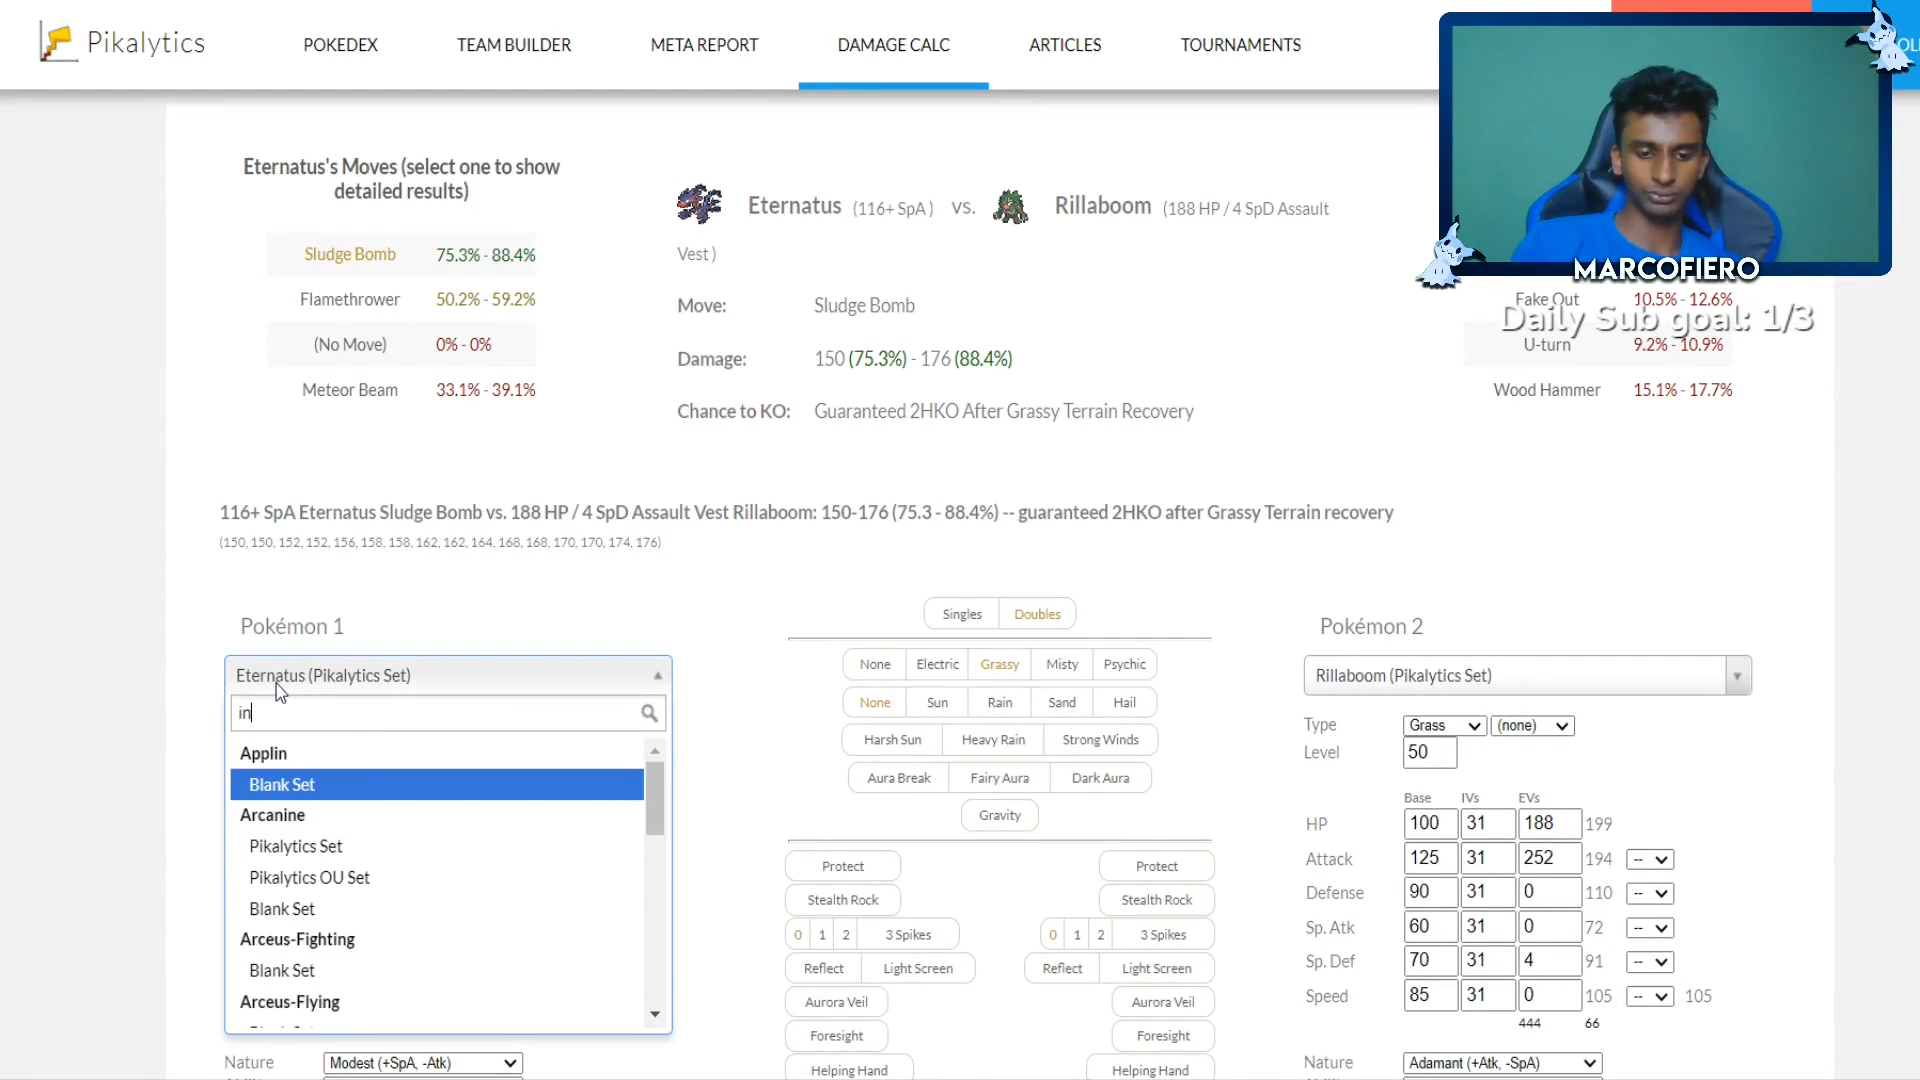 Pikalytics
POKEDEX TEAM BUILDER META REPORT DAMAGE CALC ARTICLES TOURNAMENTS
Eternatus's Moves (select one to show
detailed results)
Sludge Bomb 75.3% - 88.4%
Flamethrower 50.2% - 59.2%
(No Move) 0% - 0%
Meteor Beam 33.1% - 39.1%
Eternatus (116+ SpA ) vs. Rillaboom (188 HP / 4 SpD Assault
Vest )
Move: Sludge Bomb
Damage: 150 (75.3%) - 176 (88.4%)
Chance to KO: Guaranteed 2HKO After Grassy Terrain Recovery
MARCOFIERO
Fake Out 10.5% - 12.6%
Daily Sub goal: 1/3
U-turn 9.2% - 10.9%
Wood Hammer 15.1% - 17.7%
116+ SpA Eternatus Sludge Bomb vs. 188 HP / 4 SpD Assault Vest Rillaboom: 150-176 (75.3 - 88.4%) -- guaranteed 2HKO after Grassy Terrain recovery
(150, 150, 152, 152, 156, 158, 158, 162, 162, 164, 168, 168, 170, 170, 174, 176)
Pokémon 1
Eternatus (Pikalytics Set)
in
Applin
Blank Set
Arcanine
Pikalytics Set
Pikalytics OU Set
Blank Set
Arceus-Fighting
Blank Set
Arceus-Flying
Nature Modest (+SpA, -Atk)
Singles Doubles
None Electric Grassy Misty Psychic
None Sun Rain Sand Hail
Harsh Sun Heavy Rain Strong Winds
Aura Break Fairy Aura Dark Aura
Gravity
Protect Protect
Stealth Rock Stealth Rock
0 1 2 3 Spikes 0 1 2 3 Spikes
Reflect Light Screen Reflect Light Screen
Aurora Veil Aurora Veil
Foresight Foresight
Helping Hand Helping Hand
Pokémon 2
Rillaboom (Pikalytics Set)
Type Grass (none)
Level 50
Base IVs EVs
HP 100 31 188 199
Attack 125 31 252 194 --
Defense 90 31 0 110 --
Sp. Atk 60 31 0 72 --
Sp. Def 70 31 4 91 --
Speed 85 31 0 105 -- 105
444 66
Nature Adamant (+Atk, -SpA)